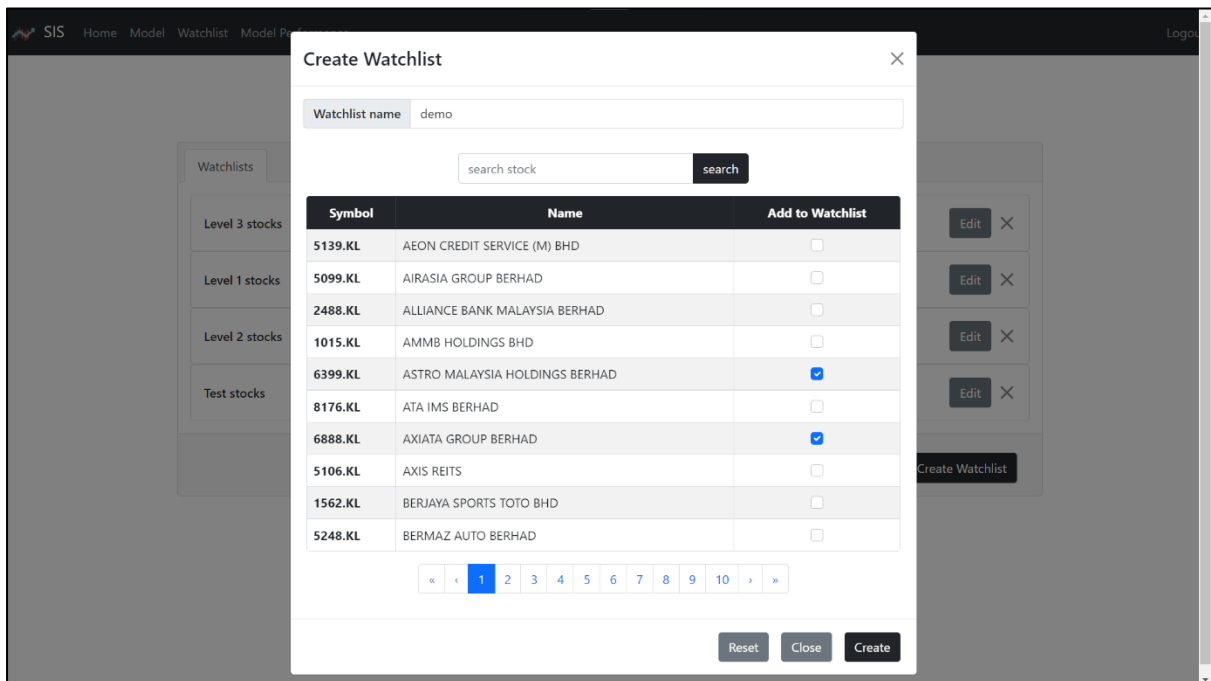 SIS Home Model Watchlist Model Logou
Create Watchlist
Watchlist name demo
search stock search
Watchlists
Symbol Name Add to Watchlist
Level 3 stocks Edit
5139.KL AEON CREDIT SERVICE (M) BHD
5099.KL AIRASIA GROUP BERHAD
Level 1 stocks Edit
2488.KL ALLIANCE BANK MALAYSIA BERHAD
1015.KL AMMB HOLDINGS BHD
Level 2 stocks Edit
6399.KL ASTRO MALAYSIA HOLDINGS BERHAD
Test stocks Edit
8176.KL ATA IMS BERHAD
6888.KL AXIATA GROUP BERHAD
5106.KL AXIS REITS
Create Watchlist
1562.KL BERJAYA SPORTS TOTO BHD
5248.KL BERMAZ AUTO BERHAD
« ‹ 1 2 3 4 5 6 7 8 9 10 › »
Reset Close Create